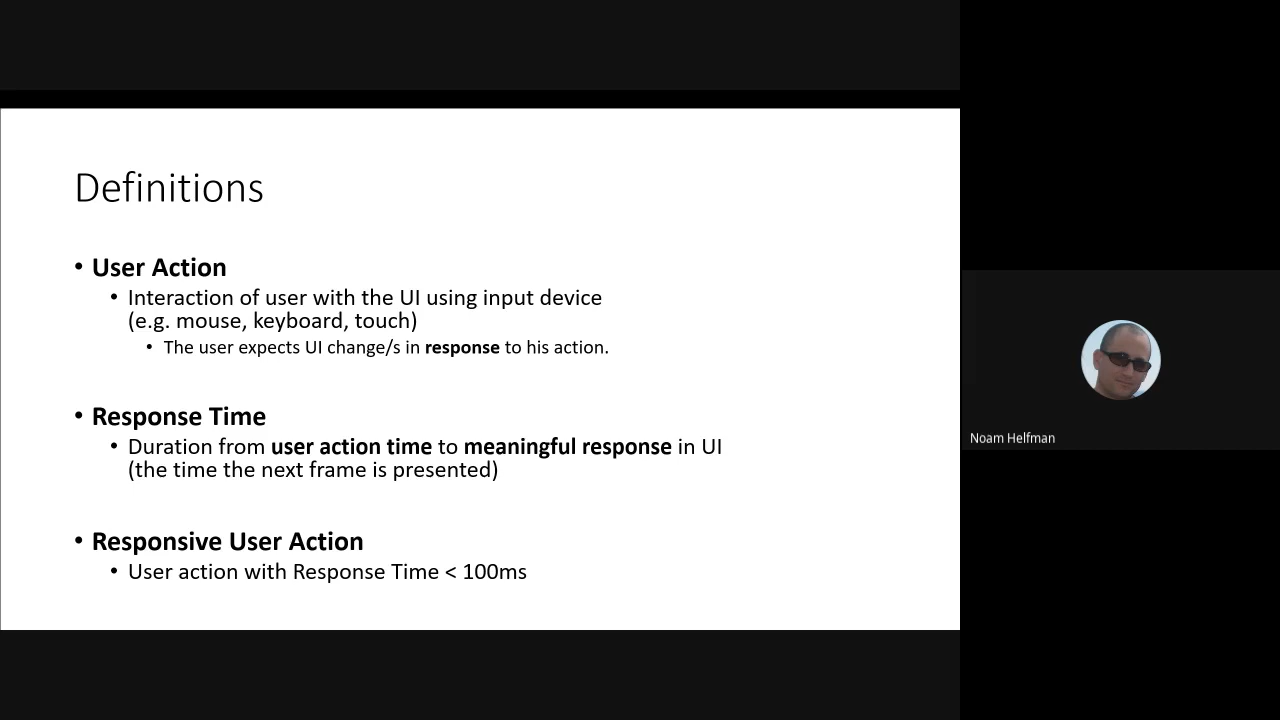 Definitions
• User Action
• Interaction of user with the UI using input device
(e.g. mouse, keyboard, touch)
• The user expects UI change/s in response to his action.
• Response Time
• Duration from user action time to meaningful response in UI
(the time the next frame is presented)
• Responsive User Action
• User action with Response Time < 100ms
Noam Helfman